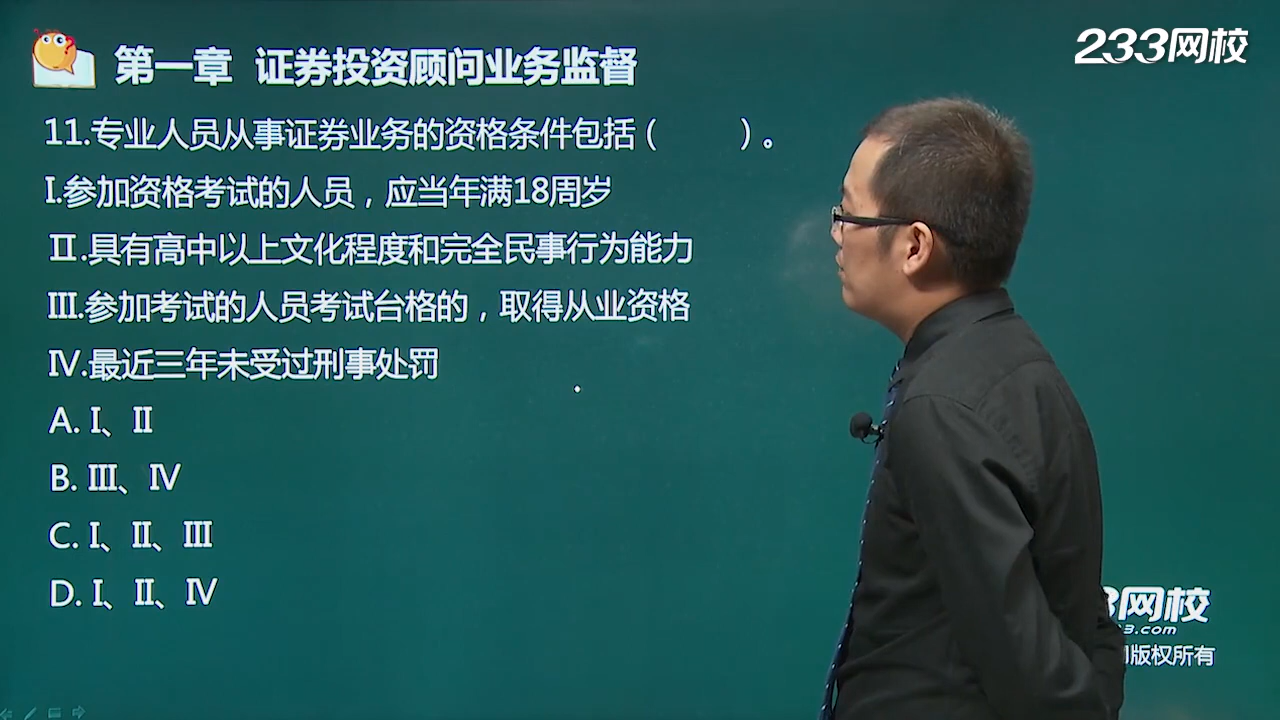 第一章 证券投资顾问业务监督
233网校
11.专业人员从事证券业务的资格条件包括（ ）。
I.参加资格考试的人员，应当年满18周岁
Ⅱ.具有高中以上文化程度和完全民事行为能力
Ⅲ.参加考试的人员考试台格的，取得从业资格
Ⅳ.最近三年未受过刑事处罚
A. Ⅰ、Ⅱ
B. Ⅲ、Ⅳ
C. Ⅰ、Ⅱ、Ⅲ
D. Ⅰ、Ⅱ、Ⅳ
3网校
3.com
版权所有